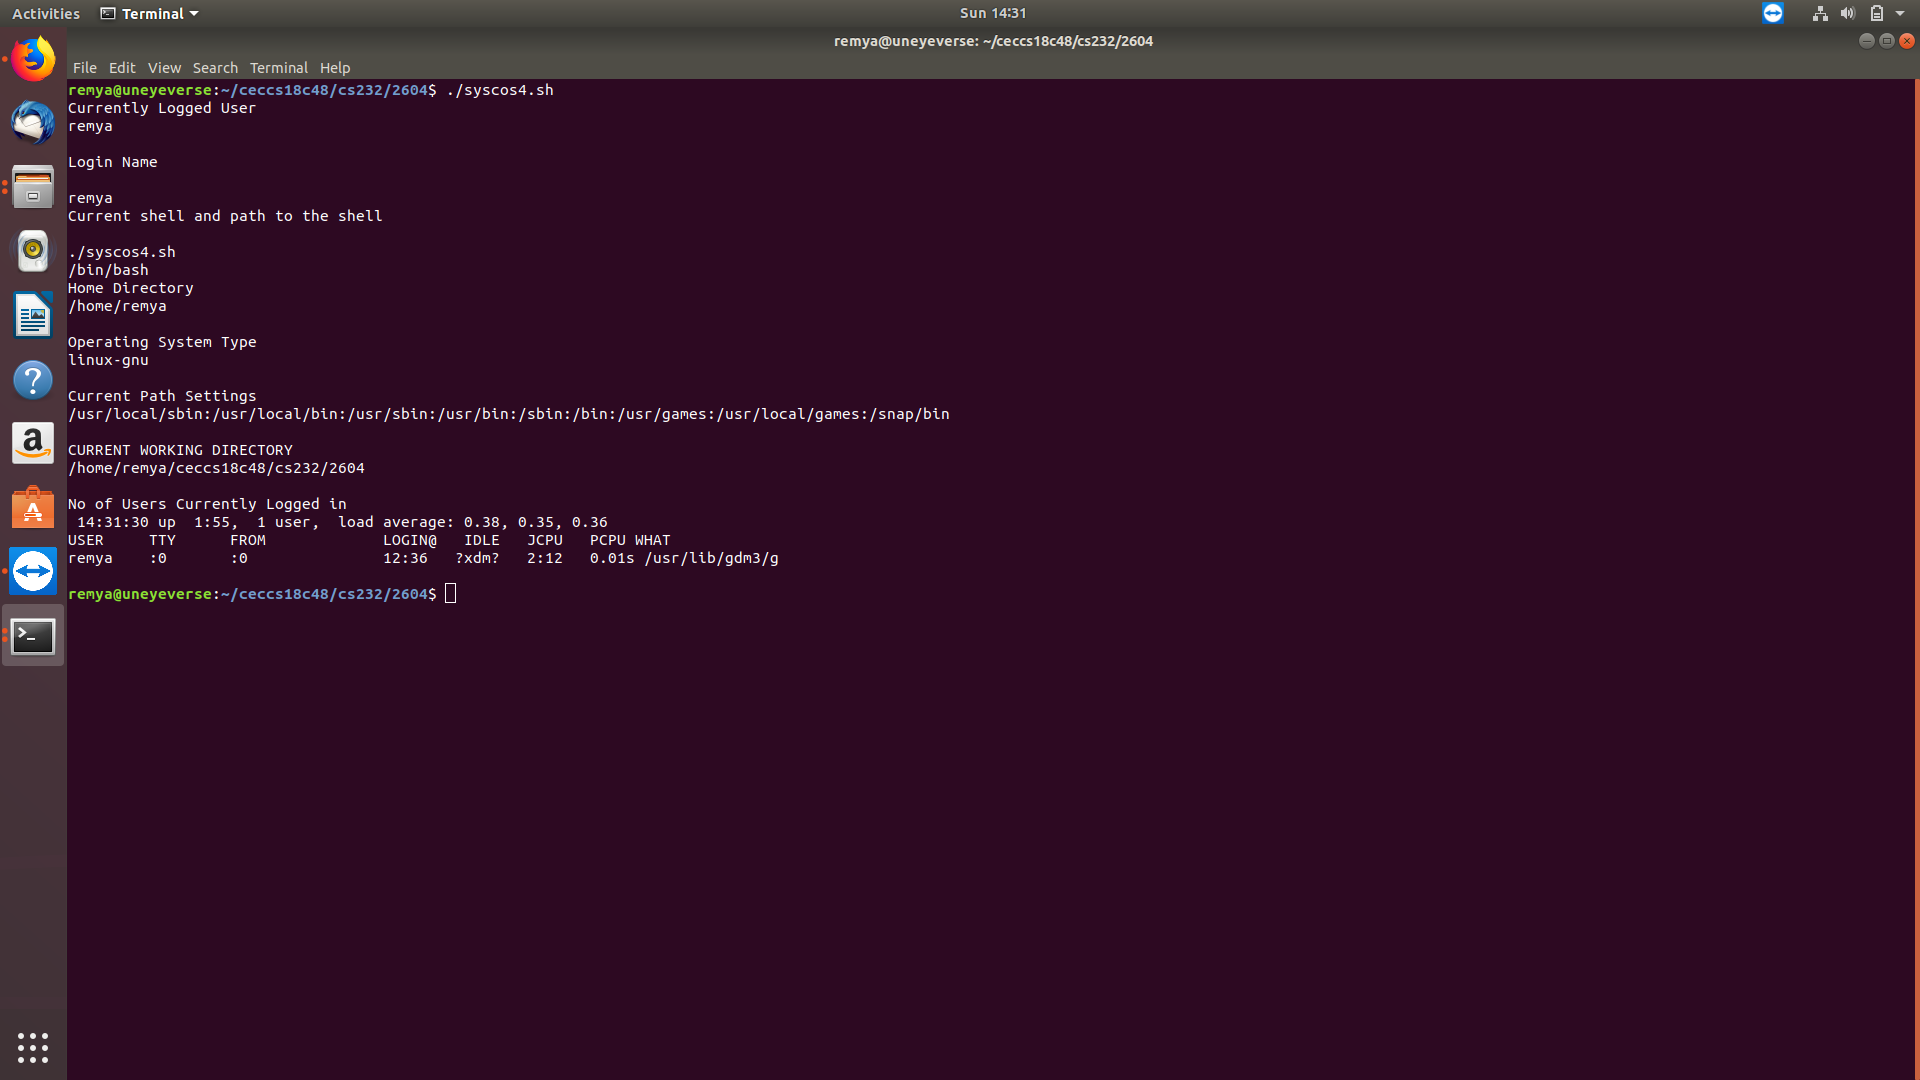 Activities Terminal Sun 14:31
remya@uneyeverse: ~/ceccs18c48/cs232/2604
File Edit View Search Terminal Help
remya@uneyeverse:~/ceccs18c48/cs232/2604$ ./syscos4.sh
Currently Logged User
remya
Login Name
remya
Current shell and path to the shell
./syscos4.sh
/bin/bash
Home Directory
/home/remya
Operating System Type
linux-gnu
Current Path Settings
/usr/local/sbin:/usr/local/bin:/usr/sbin:/usr/bin:/sbin:/bin:/usr/games:/usr/local/games:/snap/bin
CURRENT WORKING DIRECTORY
/home/remya/ceccs18c48/cs232/2604
No of Users Currently Logged in
14:31:30 up  1:55,  1 user,  load average: 0.38, 0.35, 0.36
USER     TTY      FROM             LOGIN@   IDLE   JCPU   PCPU WHAT
remya    :0       :0               12:36   ?xdm?   2:12   0.01s /usr/lib/gdm3/g
remya@uneyeverse:~/ceccs18c48/cs232/2604$